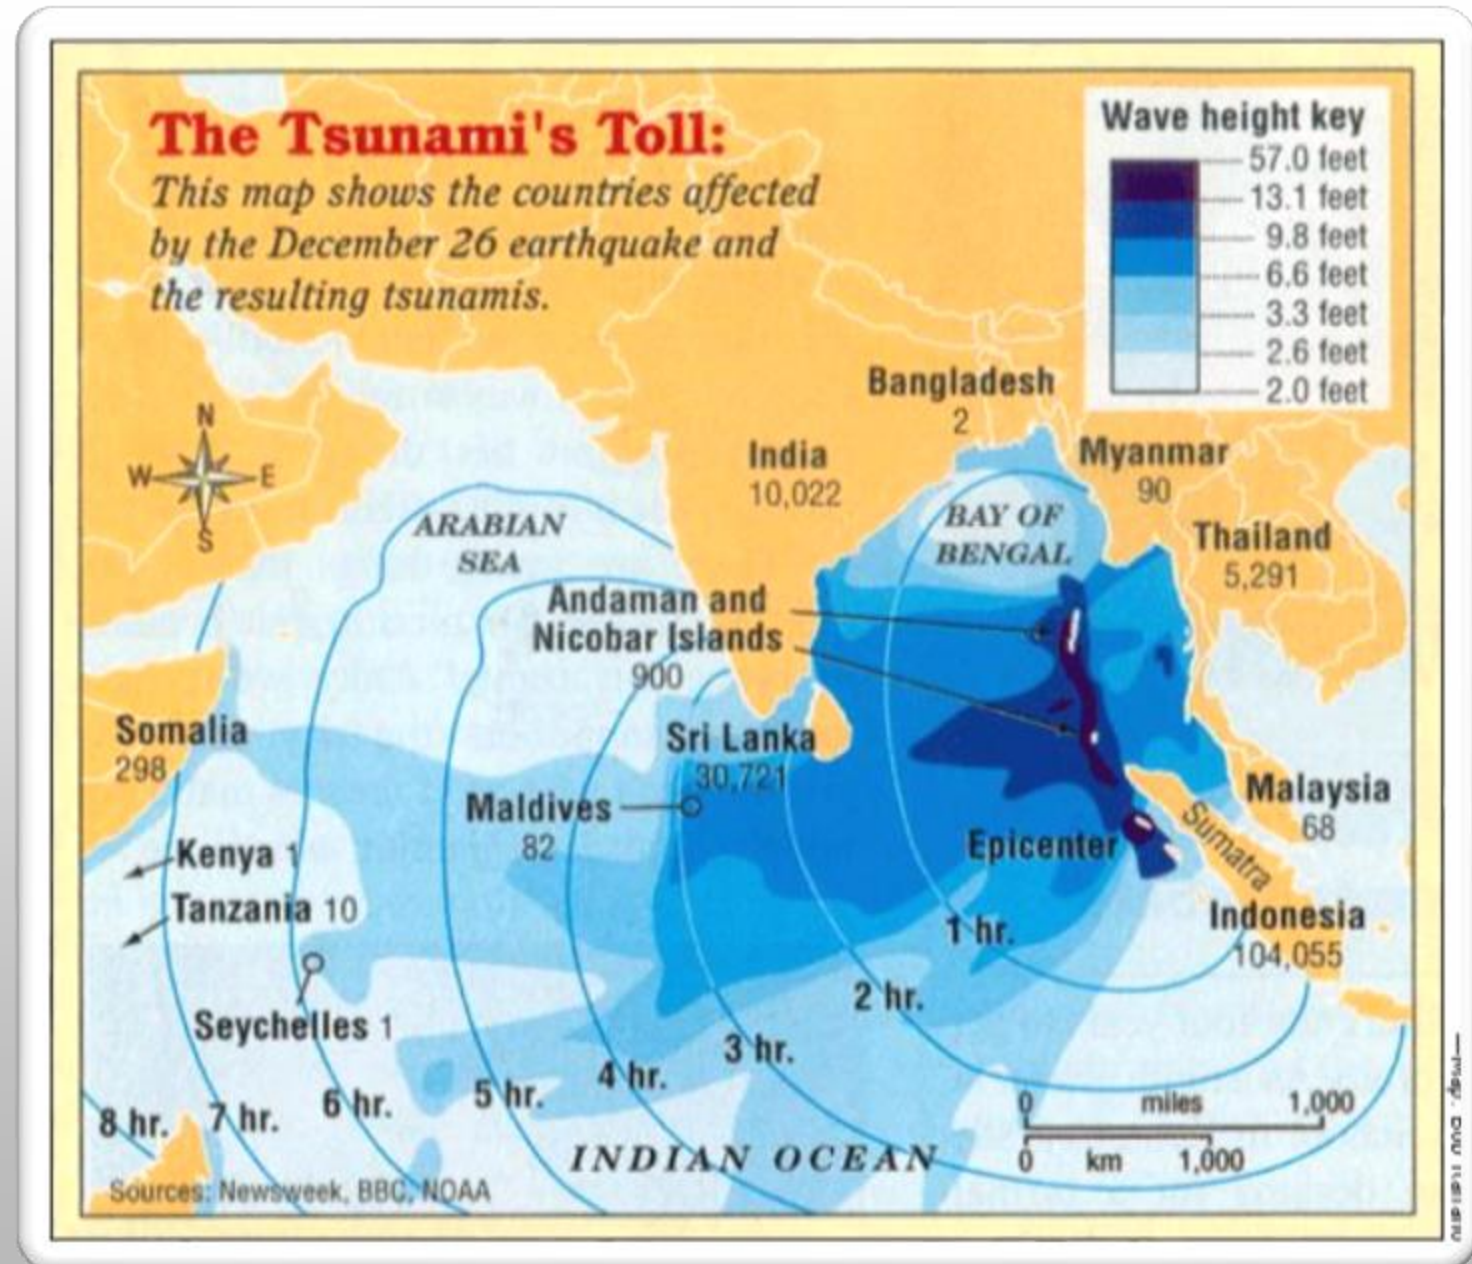 The Tsunami's Toll:
This map shows the countries affected
by the December 26 earthquake and
the resulting tsunamis.
Wave height key
57.0 feet
13.1 feet
9.8 feet
6.6 feet
3.3 feet
2.6 feet
2.0 feet
N
W
E
S
Bangladesh
2
India
10,022
Myanmar
90
ARABIAN
SEA
BAY OF
BENGAL
Thailand
5,291
Andaman and
Nicobar Islands
900
Somalia
298
Sri Lanka
30,721
Maldives
82
Malaysia
68
Sumatra
Epicenter
Kenya 1
Tanzania 10
Indonesia
104,055
Seychelles 1
1 hr.
2 hr.
3 hr.
4 hr.
5 hr.
6 hr.
7 hr.
8 hr.
0 miles 1,000
0 km 1,000
INDIAN OCEAN
Sources: Newsweek, BBC, NOAA